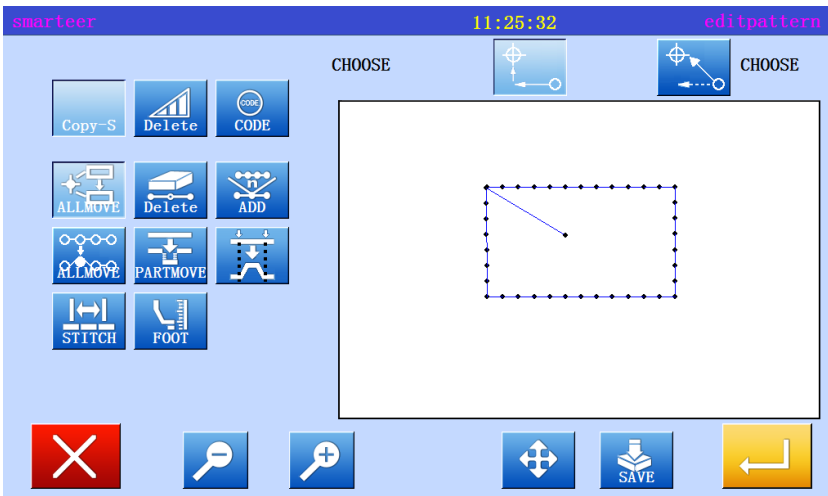 smarteer 11:25:32 editpattern
CHOOSE CHOOSE
Copy-S Delete CODE CODE
ALLMOVE Delete n ADD
ALLMOVE PARTMOVE
STITCH FOOT
SAVE